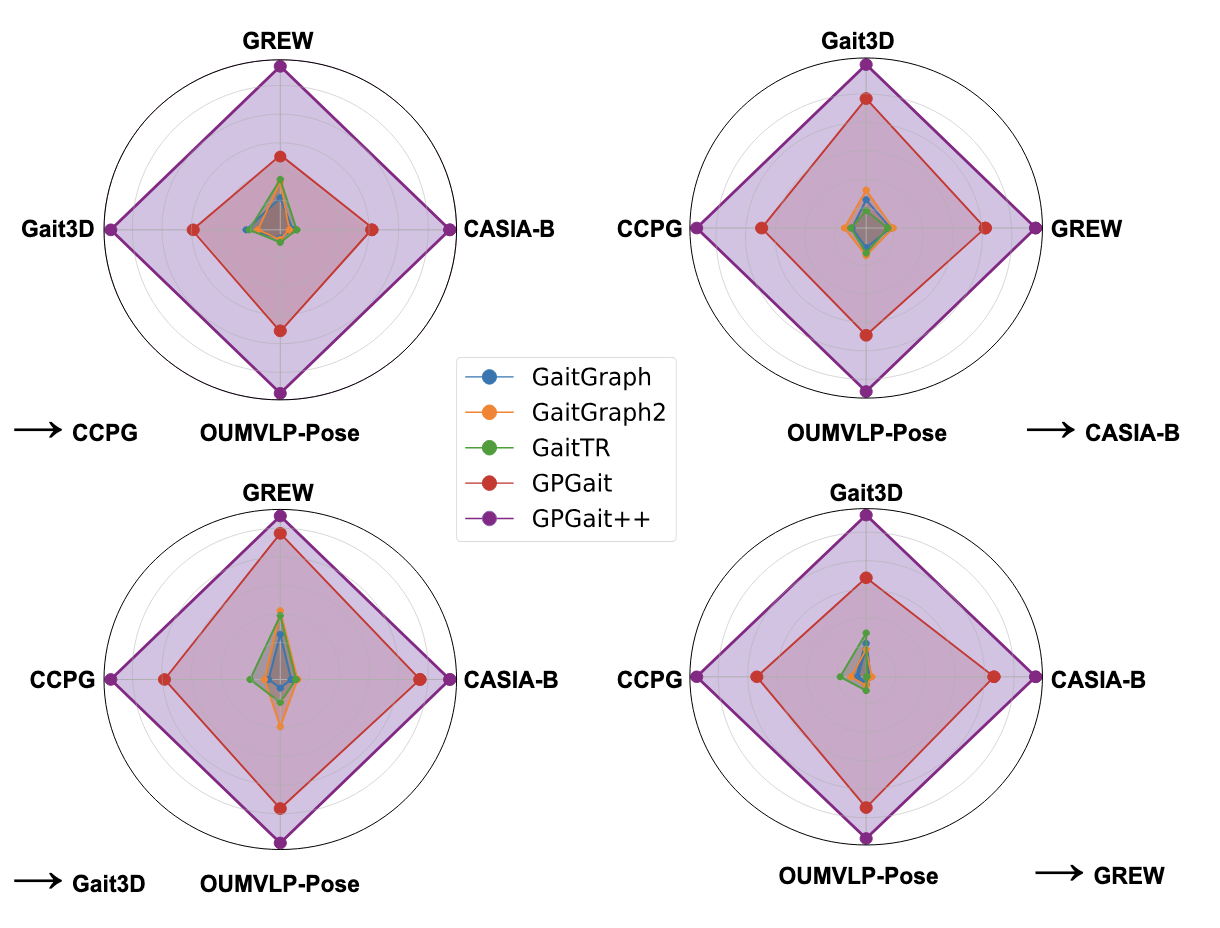 GREW
Gait3D
CASIA-B
OUMVLP-Pose
→ CCPG
Gait3D
CCPG
GREW
OUMVLP-Pose
→ CASIA-B
GaitGraph
GaitGraph2
GaitTR
GPGait
GPGait++
GREW
CCPG
CASIA-B
OUMVLP-Pose
→ Gait3D
Gait3D
CCPG
CASIA-B
OUMVLP-Pose
→ GREW